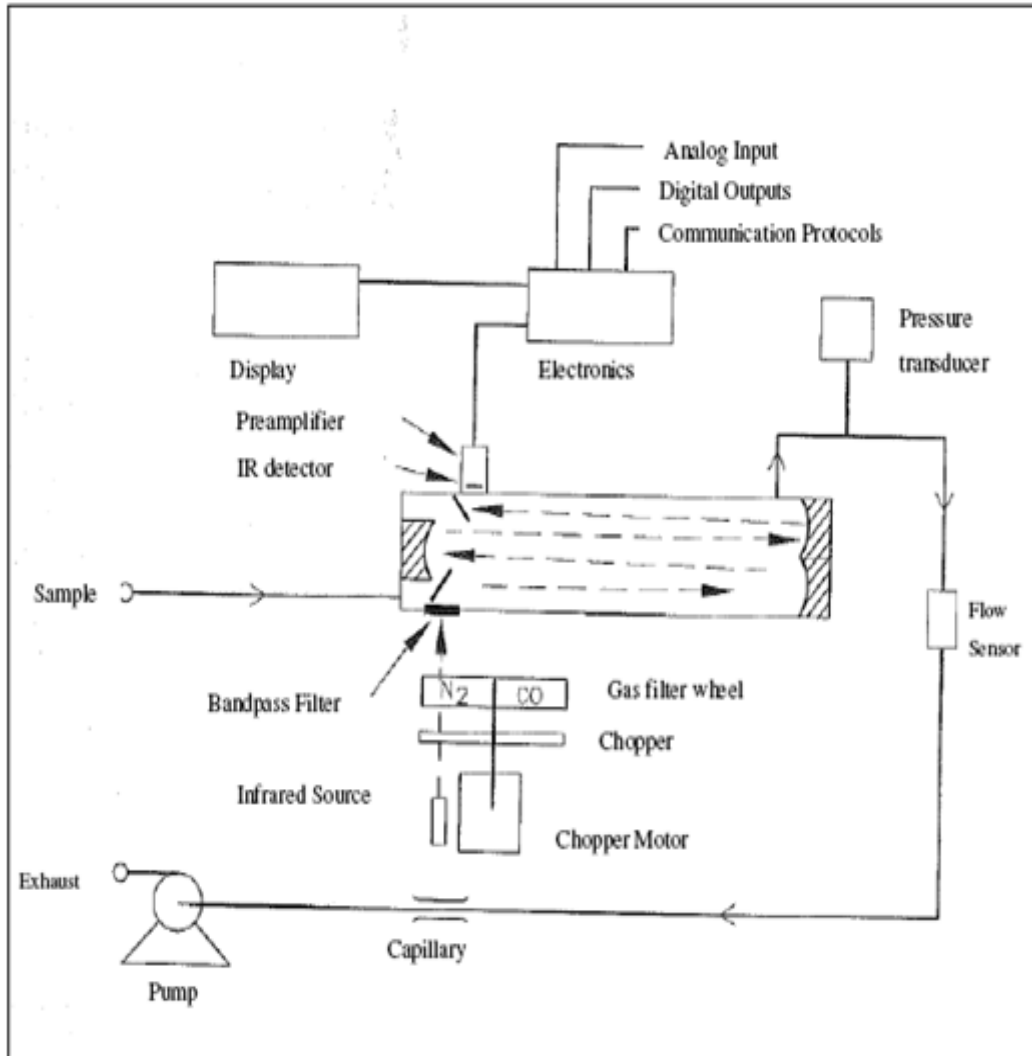 Analog Input
Digital Outputs
Communication Protocols
Pressure
transducer
Display
Electronics
Preamplifier
IR detector
Sample
Flow
Sensor
Bandpass Filter
N2
CO
Gas filter wheel
Chopper
Infrared Source
Chopper Motor
Exhaust
Capillary
Pump